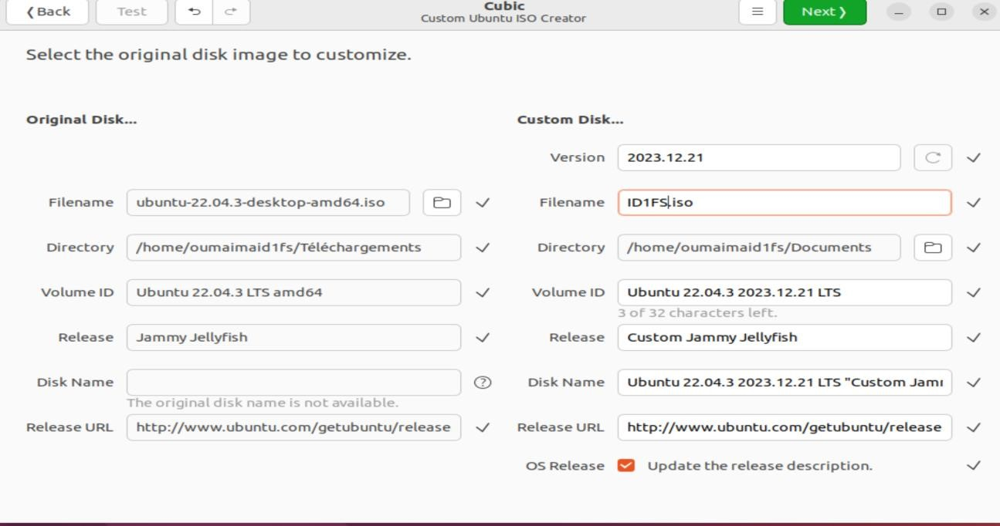 Back Test Cubic Next
Custom Ubuntu ISO Creator
Select the original disk image to customize.
Original Disk...
Filename ubuntu-22.04.3-desktop-amd64.iso
Directory /home/oumaimaid1fs/Téléchargements
Volume ID Ubuntu 22.04.3 LTS amd64
Release Jammy Jellyfish
Disk Name
The original disk name is not available.
Release URL http://www.ubuntu.com/getubuntu/release
Custom Disk...
Version 2023.12.21
Filename ID1FS.iso
Directory /home/oumaimaid1fs/Documents
Volume ID Ubuntu 22.04.3 2023.12.21 LTS
3 of 32 characters left.
Release Custom Jammy Jellyfish
Disk Name Ubuntu 22.04.3 2023.12.21 LTS "Custom Jam
Release URL http://www.ubuntu.com/getubuntu/release
OS Release Update the release description.